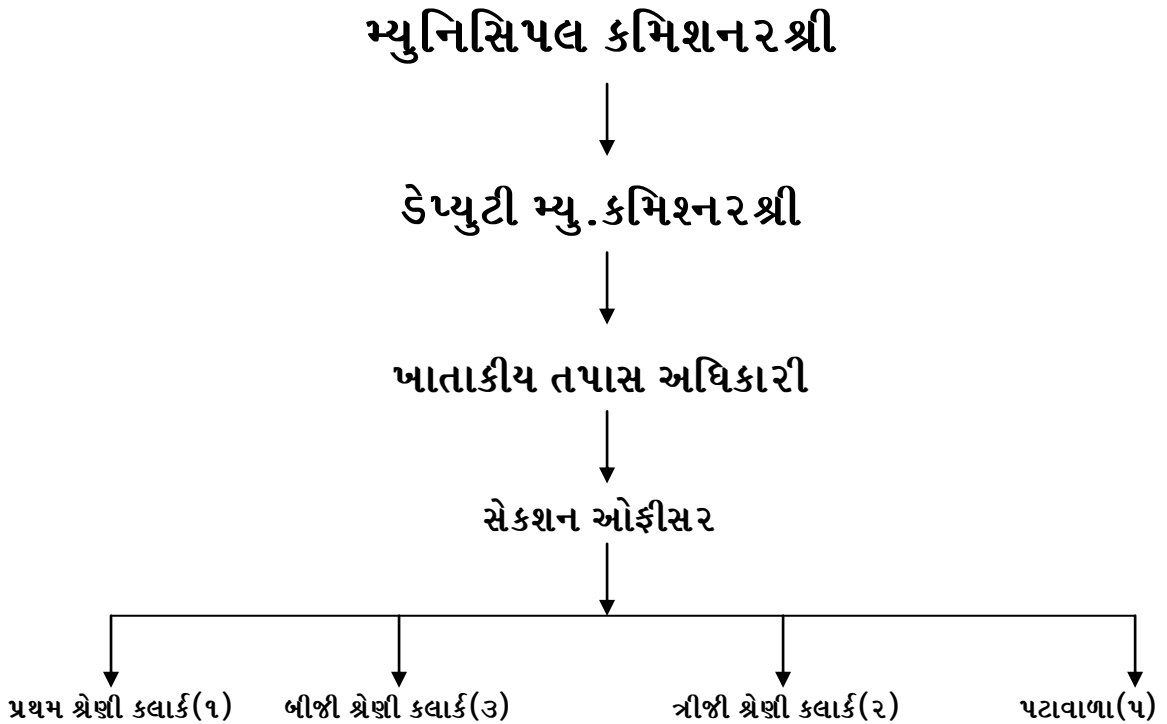 મ્યુનિસિપલ કમિશનરશ્રી
ડેપ્યુટી મ્યુ.કમિશ્નરશ્રી
ખાતાકીય તપાસ અધિકારી
સેકશન ઓફીસર
પ્રથમ શ્રેણી કલાર્ક(૧) બીજી શ્રેણી કલાર્ક(૩) ત્રીજી શ્રેણી કલાર્ક(૨) પટાવાળા(૫)